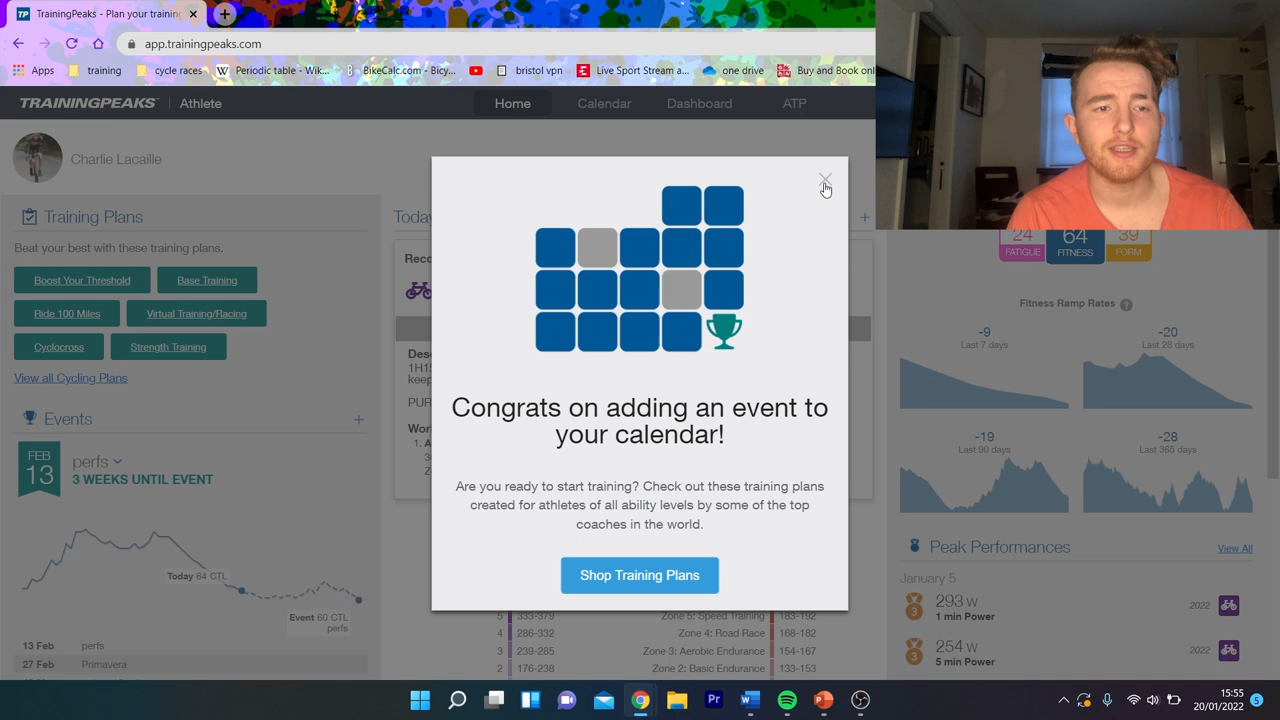 TrainingPeaks - Plan your training
app.trainingpeaks.com
Apps
training
cycle races
Periodic table - Wik...
BikeCalc.com - Bicy...
bristol vpn
Live Sport Stream a...
one drive
Buy and Book onl
TRAININGPEAKS
Athlete
Home
Calendar
Dashboard
ATP
Charlie Lacaille
Training Plans
Beat your best with these training plans.
Boost Your Threshold
Base Training
Ride 100 Miles
Virtual Training/Racing
Cyclocross
Strength Training
View all Cycling Plans
Events
FEB
13
perfs
3 WEEKS UNTIL EVENT
Today 64 CTL
Event 60 CTL
perfs
13 Feb perfs
27 Feb Primavera
Congrats on adding an event to
your calendar!
Are you ready to start training? Check out these training plans
created for athletes of all ability levels by some of the top
coaches in the world.
Shop Training Plans
5 333-379 Zone 5: Speed Training 183-192
4 286-332 Zone 4: Road Race 168-182
3 239-285 Zone 3: Aerobic Endurance 154-167
2 176-238 Zone 2: Basic Endurance 133-153
24
FATIGUE
64
FITNESS
39
FORM
Fitness Ramp Rates
-9
Last 7 days
-20
Last 28 days
-19
Last 90 days
-28
Last 365 days
Peak Performances
View All
January 5
3 293 W 2022
1 min Power
3 254 W 2022
5 min Power
15:55
20/01/2022
5